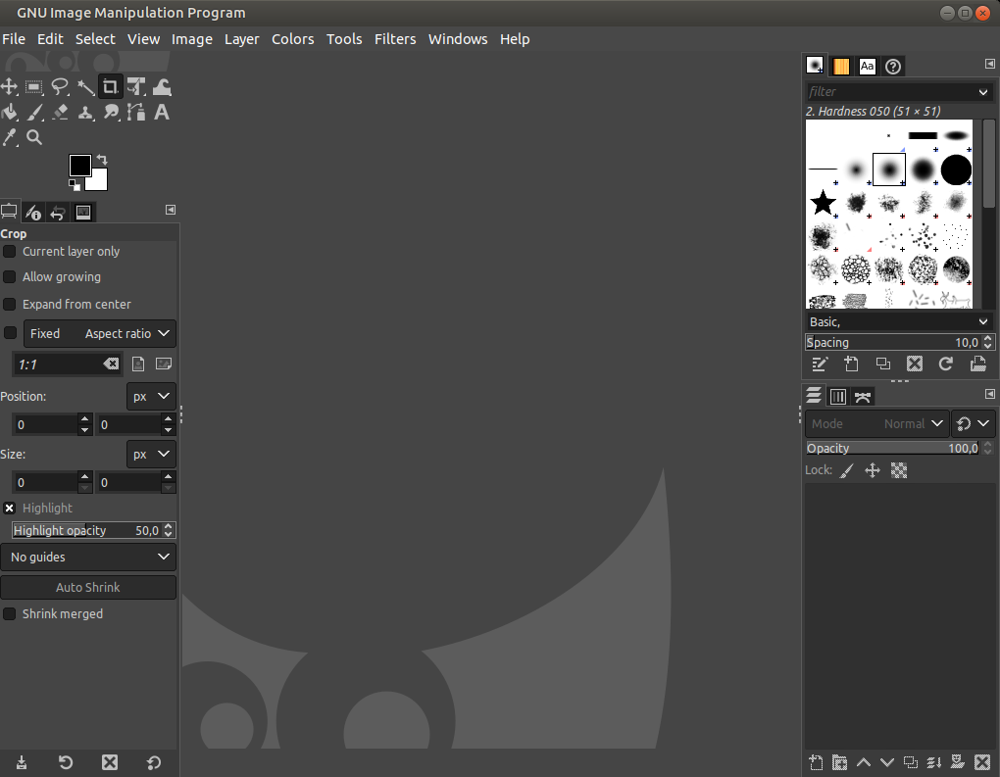 GNU Image Manipulation Program
File Edit Select View Image Layer Colors Tools Filters Windows Help
Crop
Current layer only
Allow growing
Expand from center
Fixed Aspect ratio
1:1
Position: px
0 0
Size: px
0 0
Highlight
Highlight opacity 50,0
No guides
Auto Shrink
Shrink merged
Aa
filter
2. Hardness 050 (51 × 51)
Basic,
Spacing 10,0
Mode Normal
Opacity 100,0
Lock: